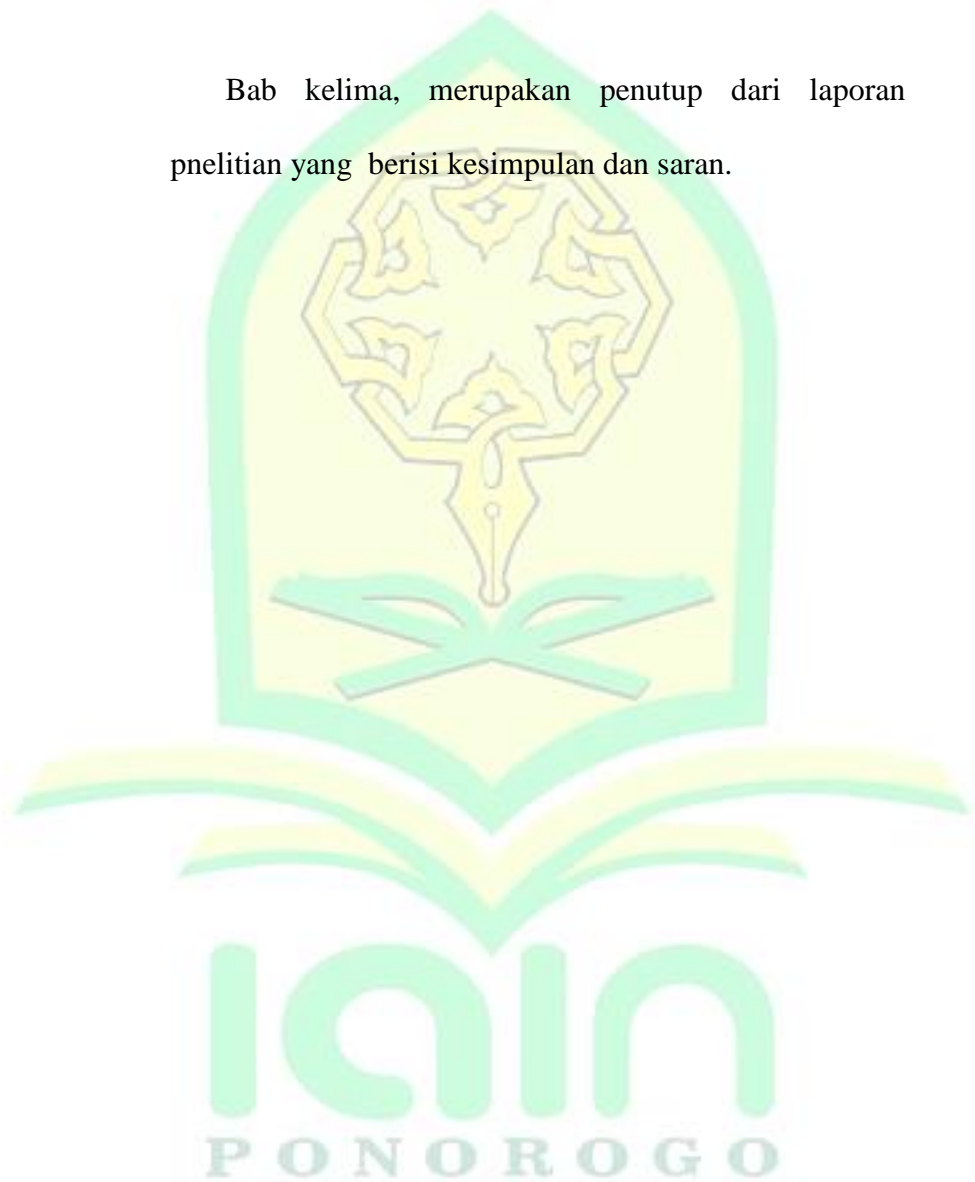 Bab kelima, merupakan penutup dari laporan
pnelitian yang berisi kesimpulan dan saran.
iain
PONOROGO